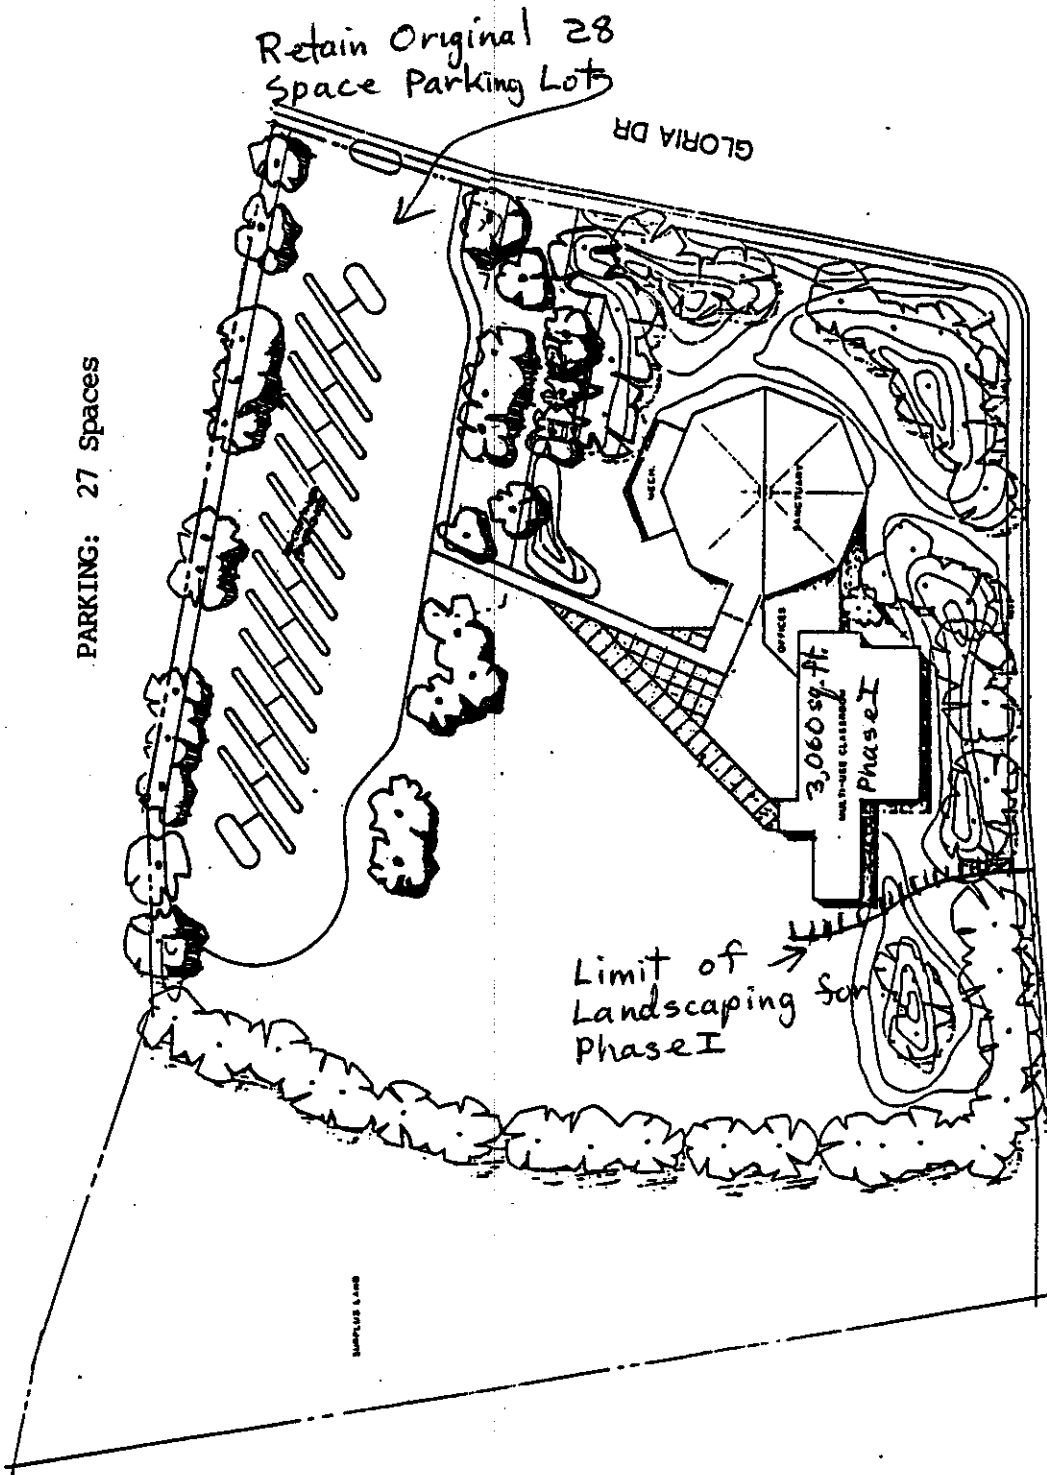 Retain Original 28
Space Parking Lot
GLORIA DR
PARKING: 27 Spaces
MECH.
SANCTUARY
OFFICES
3,060 sq. ft.
MULTI-USE CLASSROOM
Phase I
Limit of
Landscaping for
Phase I
SURPLUS LAND